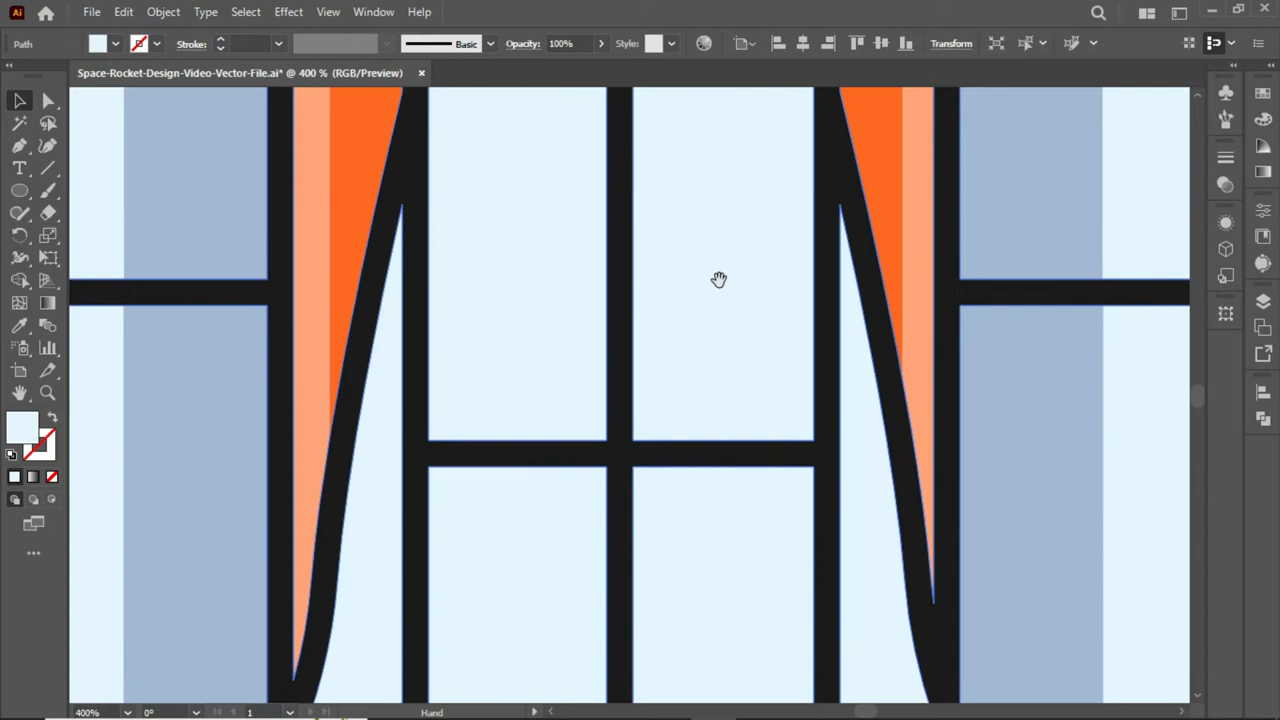 Ai File Edit Object Type Select Effect View Window Help
Path Stroke: Basic Opacity: 100% Style: Transform
Space-Rocket-Design-Video-Vector-File.ai* @ 400 % (RGB/Preview)
400% 0° 1 Hand